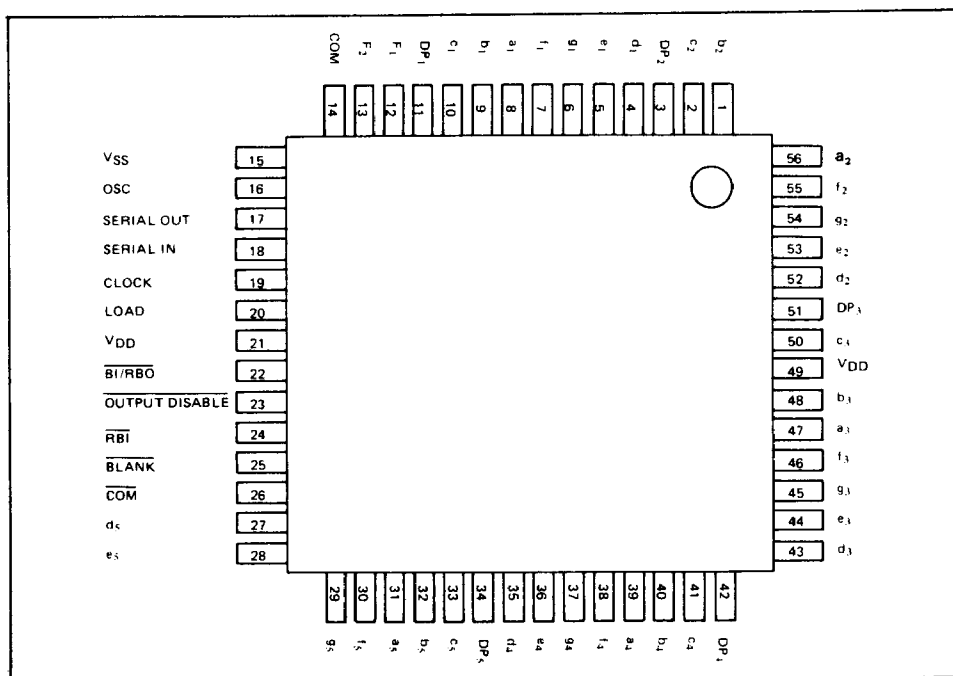 COM F₂ F₁ DP₁ c₁ b₁ a₁ f₁ g₁ e₁ d₁ DP₂ c₂ b₂
14 13 12 11 10 9 8 7 6 5 4 3 2 1
VSS 15
OSC 16
SERIAL OUT 17
SERIAL IN 18
CLOCK 19
LOAD 20
VDD 21
BI/RBO 22
OUTPUT DISABLE 23
RBI 24
BLANK 25
COM 26
d₅ 27
e₅ 28
56 a₂
55 f₂
54 g₂
53 e₂
52 d₂
51 DP₃
50 c₃
49 VDD
48 b₃
47 a₃
46 f₃
45 g₃
44 e₃
43 d₃
29 30 31 32 33 34 35 36 37 38 39 40 41 42
g₅ f₅ a₅ b₅ c₅ DP₅ d₄ e₄ g₄ f₄ a₄ b₄ c₄ DP₄